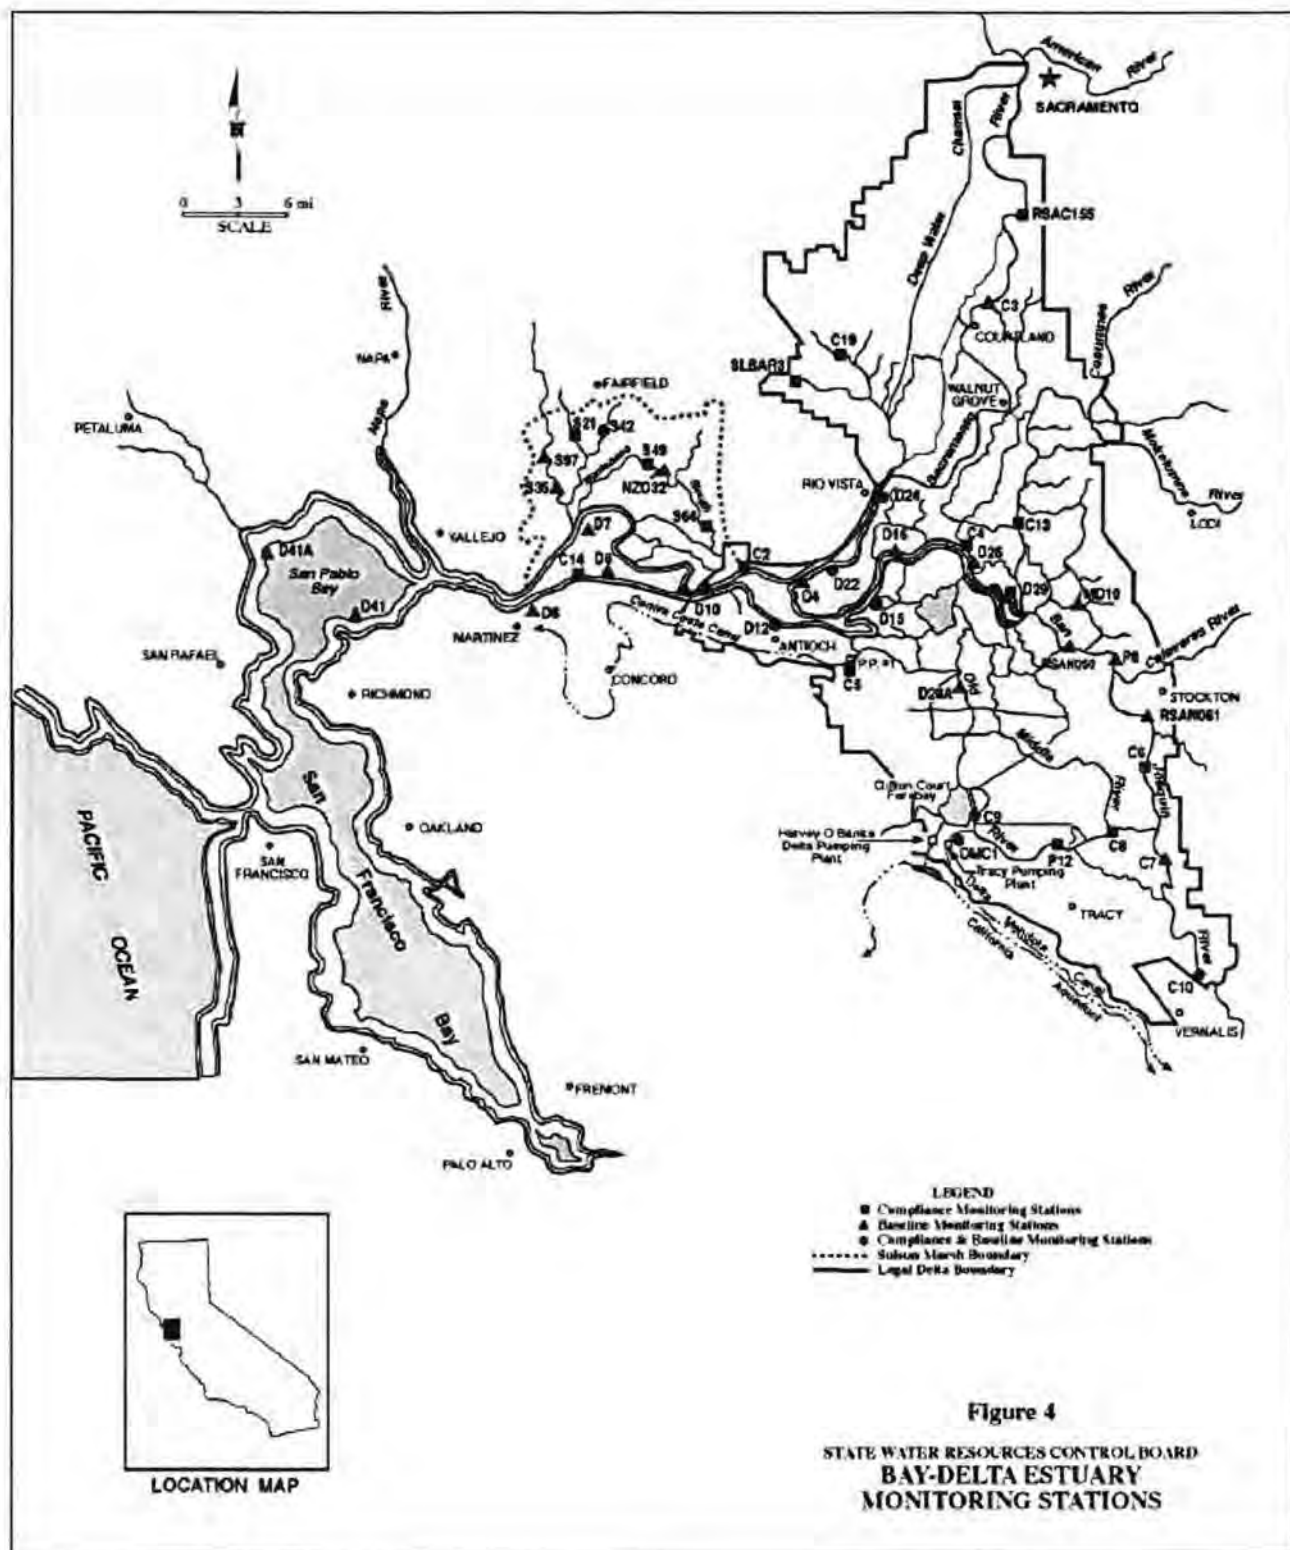 American
River
SACRAMENTO
N
0 3 6 mi
SCALE
Deep Water
Channel
River
RSAC155
C3
COURTLAND
Cosumnes
River
C19
SLBAR3
WALNUT
GROVE
River
NAPA
Napa
FAIRFIELD
PETALUMA
S21
S42
S97
S49
NZO32
S35
S64
Sacramento
Mokelumne
River
LODI
RIO VISTA
D24
C13
VALLEJO
D7
D16
C4
D26
D41A
San Pablo
Bay
C14
D8
C2
D22
D4
D29
MD10
D41
D6
D10
D15
San
MARTINEZ
Contra Costa Canal
D12
ANTIOCH
RSAN050
P8
Calaveras River
SAN RAFAEL
CONCORD
P.P. #1
C5
RICHMOND
D28A
Old
STOCKTON
RSAN061
Middle
C6
San
Clifton Court
Forebay
River
Joaquin
C9
PACIFIC
OCEAN
OAKLAND
SAN
FRANCISCO
Francisco
Harvey O Banks
Delta Pumping
Plant
River
DMC1
P12
C8
C7
Tracy Pumping
Plant
Delta
Mendota
Canal
TRACY
California
Aqueduct
River
C10
VERNALIS
Bay
SAN MATEO
FREMONT
PALO ALTO
LEGEND
Compliance Monitoring Stations
Baseline Monitoring Stations
Compliance & Baseline Monitoring Stations
Suisun Marsh Boundary
Legal Delta Boundary
LOCATION MAP
Figure 4
STATE WATER RESOURCES CONTROL BOARD
BAY-DELTA ESTUARY
MONITORING STATIONS